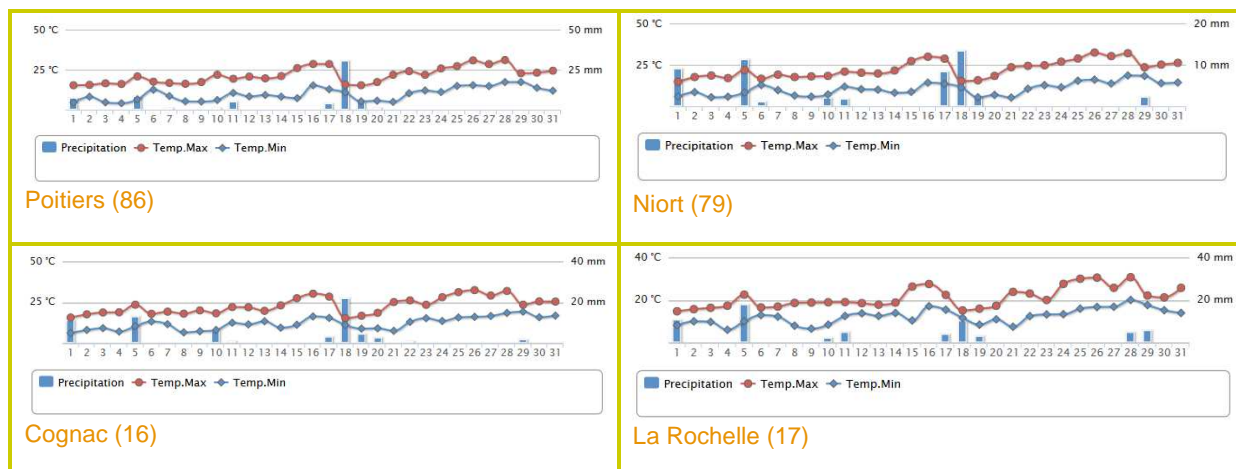 50 °C 50 mm
25 °C 25 mm
1 2 3 4 5 6 7 8 9 10 11 12 13 14 15 16 17 18 19 20 21 22 23 24 25 26 27 28 29 30 31
Precipitation Temp.Max Temp.Min
Poitiers (86)
50 °C 20 mm
25 °C 10 mm
1 2 3 4 5 6 7 8 9 10 11 12 13 14 15 16 17 18 19 20 21 22 23 24 25 26 27 28 29 30 31
Precipitation Temp.Max Temp.Min
Niort (79)
50 °C 40 mm
25 °C 20 mm
1 2 3 4 5 6 7 8 9 10 11 12 13 14 15 16 17 18 19 20 21 22 23 24 25 26 27 28 29 30 31
Precipitation Temp.Max Temp.Min
Cognac (16)
40 °C 40 mm
20 °C 20 mm
1 2 3 4 5 6 7 8 9 10 11 12 13 14 15 16 17 18 19 20 21 22 23 24 25 26 27 28 29 30 31
Precipitation Temp.Max Temp.Min
La Rochelle (17)